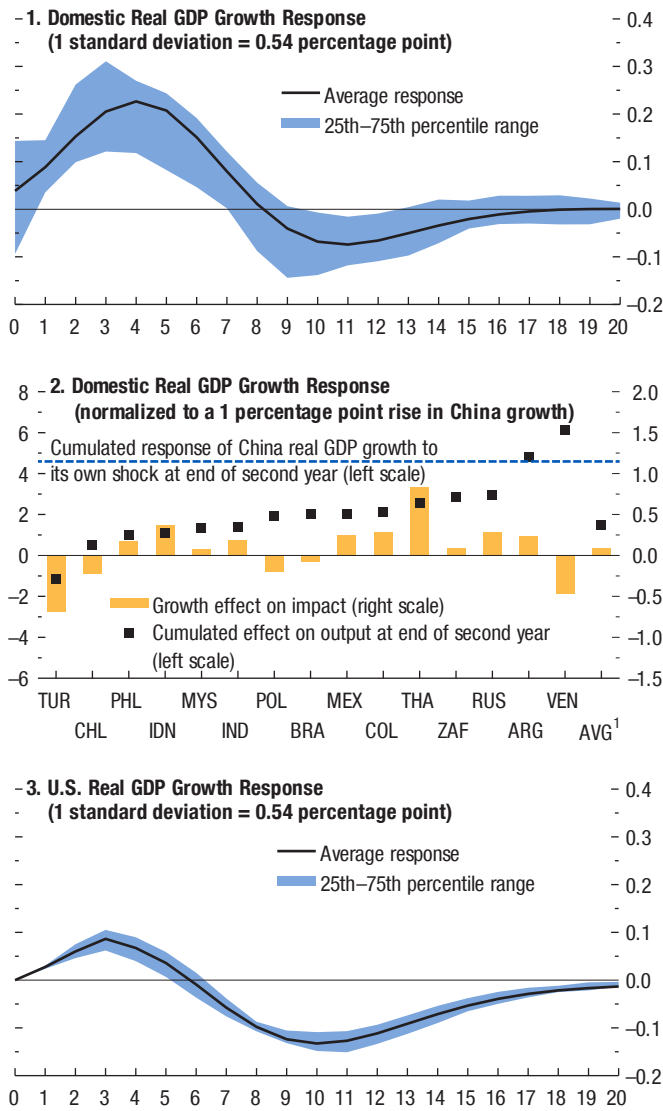 1. Domestic Real GDP Growth Response
(1 standard deviation = 0.54 percentage point)
0.4
0.3
0.2
0.1
0.0
–0.1
–0.2
Average response
25th–75th percentile range
0 1 2 3 4 5 6 7 8 9 10 11 12 13 14 15 16 17 18 19 20
2. Domestic Real GDP Growth Response
(normalized to a 1 percentage point rise in China growth)
8
6
4
2
0
–2
–4
–6
2.0
1.5
1.0
0.5
0.0
–0.5
–1.0
–1.5
Cumulated response of China real GDP growth to
its own shock at end of second year (left scale)
Growth effect on impact (right scale)
Cumulated effect on output at end of second year
(left scale)
TUR PHL MYS POL MEX THA RUS VEN
CHL IDN IND BRA COL ZAF ARG AVG1
3. U.S. Real GDP Growth Response
(1 standard deviation = 0.54 percentage point)
0.4
0.3
0.2
0.1
0.0
–0.1
–0.2
Average response
25th–75th percentile range
0 1 2 3 4 5 6 7 8 9 10 11 12 13 14 15 16 17 18 19 20